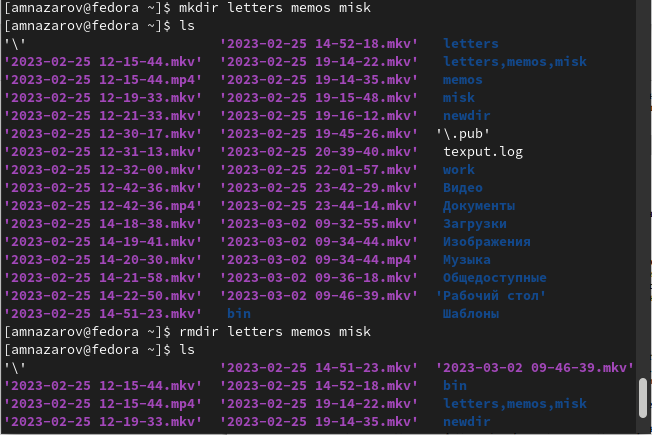 [amnazarov@fedora ~]$ mkdir letters memos misk
[amnazarov@fedora ~]$ ls
'\' '2023-02-25 14-52-18.mkv' letters
'2023-02-25 12-15-44.mkv' '2023-02-25 19-14-22.mkv' letters,memos,misk
'2023-02-25 12-15-44.mp4' '2023-02-25 19-14-35.mkv' memos
'2023-02-25 12-19-33.mkv' '2023-02-25 19-15-48.mkv' misk
'2023-02-25 12-21-33.mkv' '2023-02-25 19-16-12.mkv' newdir
'2023-02-25 12-30-17.mkv' '2023-02-25 19-45-26.mkv' '\.pub'
'2023-02-25 12-31-13.mkv' '2023-02-25 20-39-40.mkv' texput.log
'2023-02-25 12-32-00.mkv' '2023-02-25 22-01-57.mkv' work
'2023-02-25 12-42-36.mkv' '2023-02-25 23-42-29.mkv' Видео
'2023-02-25 12-42-36.mp4' '2023-02-25 23-44-14.mkv' Документы
'2023-02-25 14-18-38.mkv' '2023-03-02 09-32-55.mkv' Загрузки
'2023-02-25 14-19-41.mkv' '2023-03-02 09-34-44.mkv' Изображения
'2023-02-25 14-20-30.mkv' '2023-03-02 09-34-44.mp4' Музыка
'2023-02-25 14-21-58.mkv' '2023-03-02 09-36-18.mkv' Общедоступные
'2023-02-25 14-22-50.mkv' '2023-03-02 09-46-39.mkv' 'Рабочий стол'
'2023-02-25 14-51-23.mkv' bin Шаблоны
[amnazarov@fedora ~]$ rmdir letters memos misk
[amnazarov@fedora ~]$ ls
'\' '2023-02-25 14-51-23.mkv' '2023-03-02 09-46-39.mkv'
'2023-02-25 12-15-44.mkv' '2023-02-25 14-52-18.mkv' bin
'2023-02-25 12-15-44.mp4' '2023-02-25 19-14-22.mkv' letters,memos,misk
'2023-02-25 12-19-33.mkv' '2023-02-25 19-14-35.mkv' newdir